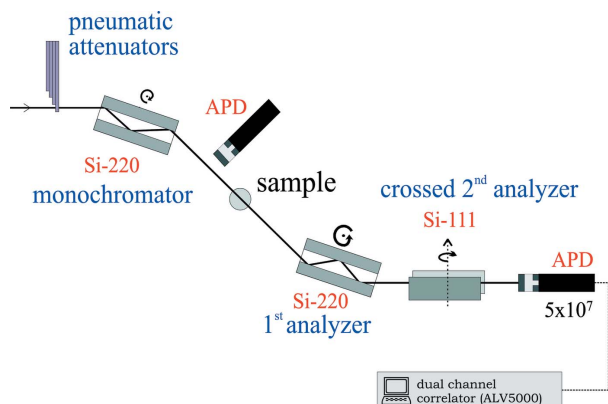 pneumatic
attenuators
APD
Si-220
monochromator
sample
crossed 2nd analyzer
Si-111
Si-220
1st analyzer
APD
5x10⁷
dual channel
correlator (ALV5000)